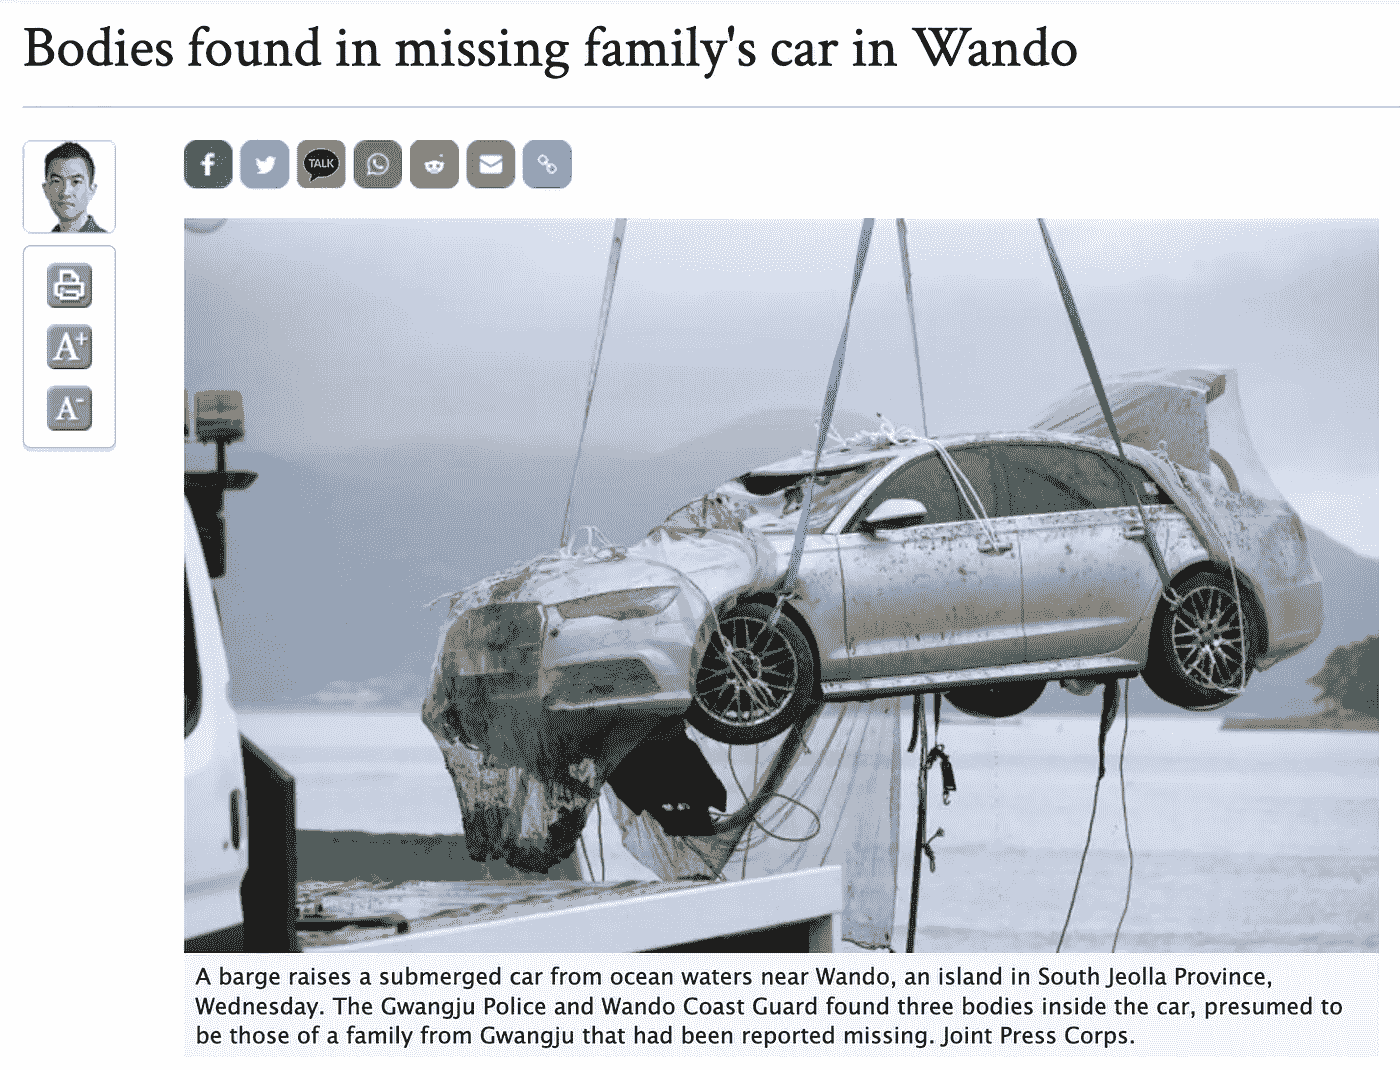 Bodies found in missing family's car in Wando
f
TALK
A+
A-
A barge raises a submerged car from ocean waters near Wando, an island in South Jeolla Province,
Wednesday. The Gwangju Police and Wando Coast Guard found three bodies inside the car, presumed to
be those of a family from Gwangju that had been reported missing. Joint Press Corps.